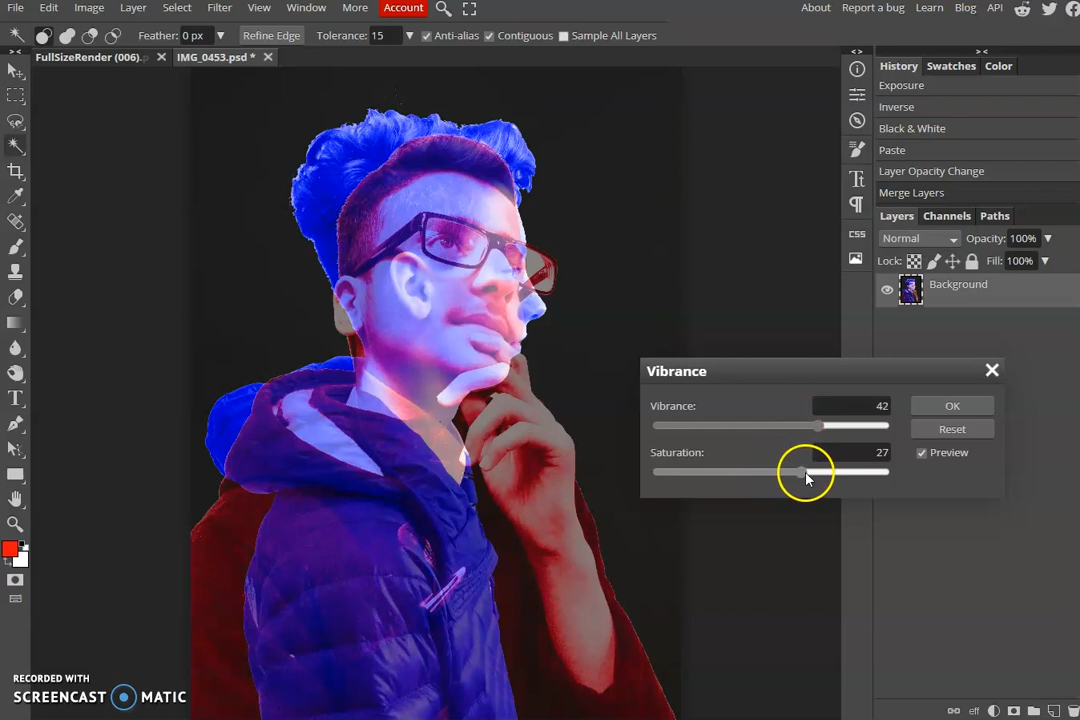 File Edit Image Layer Select Filter View Window More Account About Report a bug Learn Blog API
Feather: 0 px Refine Edge Tolerance: 15 Anti-alias Contiguous Sample All Layers
FullSizeRender (006).p IMG_0453.psd *
History Swatches Color
Exposure
Inverse
Black & White
Paste
Layer Opacity Change
Merge Layers
Layers Channels Paths
Normal Opacity: 100%
Lock: Fill: 100%
Background
CSS
Vibrance
Vibrance: 42 OK
Reset
Saturation: 27 Preview
RECORDED WITH
SCREENCAST MATIC
eff